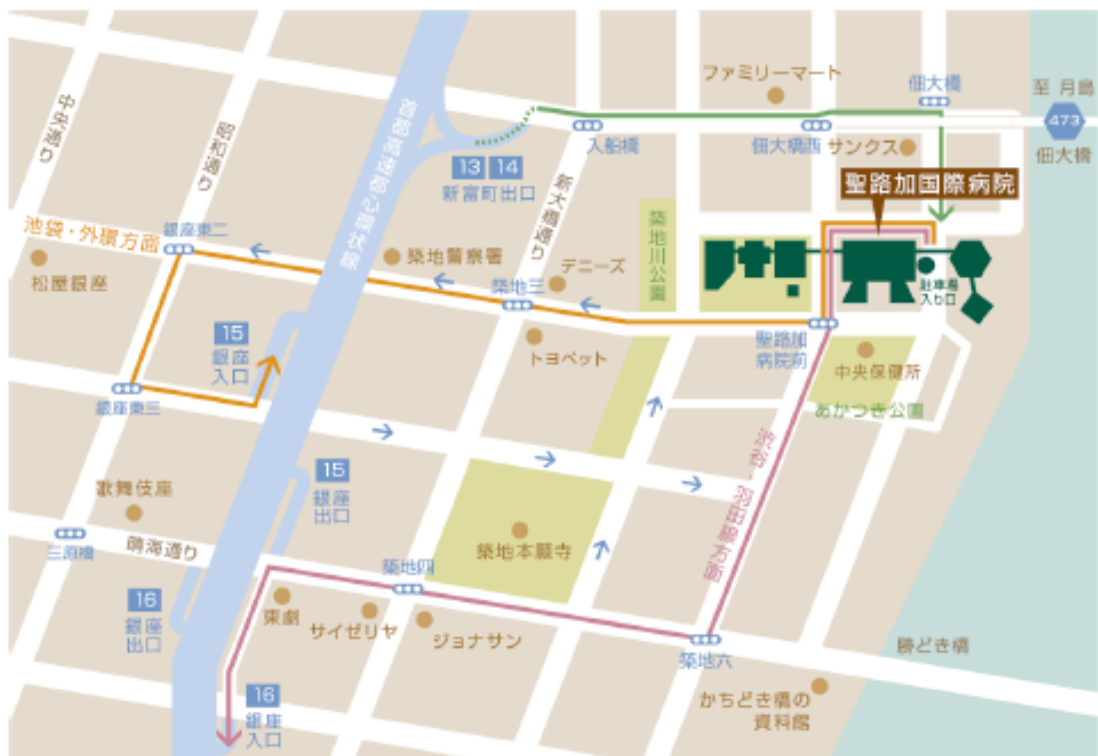 ファミリーマート
佃大橋
至 月島
473
佃大橋
中央通り
昭和通り
首都高速都心環状線
13 14
新富町出口
入船橋
佃大橋西
サンクス
新大橋通り
聖路加国際病院
築地川公園
池袋・外環方面
銀座東二
松屋銀座
築地警察署
デニーズ
築地三
駐車場
入り口
15
銀座
入口
トヨペット
聖路加
病院前
中央保健所
あかつき公園
銀座東三
渋谷・羽田線方面
15
銀座
出口
歌舞伎座
三原橋
晴海通り
築地本願寺
築地四
16
銀座
出口
東劇
サイゼリヤ
ジョナサン
築地六
勝どき橋
かちどき橋の
資料館
16
銀座
入口